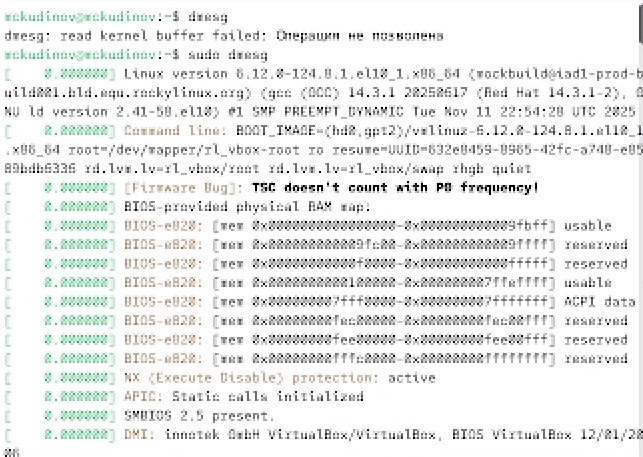 mckudinov@mckudinov:~$ dmesg
dmesg: read kernel buffer failed: Операция не позволена
mckudinov@mckudinov:~$ sudo dmesg
[    0.000000] Linux version 6.12.0-124.8.1.el10_1.x86_64 (mockbuild@iad1-prod-b
uild001.bld.equ.rockylinux.org) (gcc (GCC) 14.3.1 20250617 (Red Hat 14.3.1-2), G
NU ld version 2.41-58.el10) #1 SMP PREEMPT_DYNAMIC Tue Nov 11 22:54:28 UTC 2025
[    0.000000] Command line: BOOT_IMAGE=(hd0,gpt2)/vmlinuz-6.12.0-124.8.1.el10_1
.x86_64 root=/dev/mapper/rl_vbox-root ro resume=UUID=632e8459-8965-42fc-a748-e85
89bdb6336 rd.lvm.lv=rl_vbox/root rd.lvm.lv=rl_vbox/swap rhgb quiet
[    0.000000] [Firmware Bug]: TSC doesn't count with P0 frequency!
[    0.000000] BIOS-provided physical RAM map:
[    0.000000] BIOS-e820: [mem 0x0000000000000000-0x000000000009fbff] usable
[    0.000000] BIOS-e820: [mem 0x000000000009fc00-0x000000000009ffff] reserved
[    0.000000] BIOS-e820: [mem 0x00000000000f0000-0x00000000000fffff] reserved
[    0.000000] BIOS-e820: [mem 0x0000000000100000-0x000000007ffeffff] usable
[    0.000000] BIOS-e820: [mem 0x000000007fff0000-0x000000007fffffff] ACPI data
[    0.000000] BIOS-e820: [mem 0x00000000fec00000-0x00000000fec00fff] reserved
[    0.000000] BIOS-e820: [mem 0x00000000fee00000-0x00000000fee00fff] reserved
[    0.000000] BIOS-e820: [mem 0x00000000fffc0000-0x00000000ffffffff] reserved
[    0.000000] NX (Execute Disable) protection: active
[    0.000000] APIC: Static calls initialized
[    0.000000] SMBIOS 2.5 present.
[    0.000000] DMI: innotek GmbH VirtualBox/VirtualBox, BIOS VirtualBox 12/01/20
06